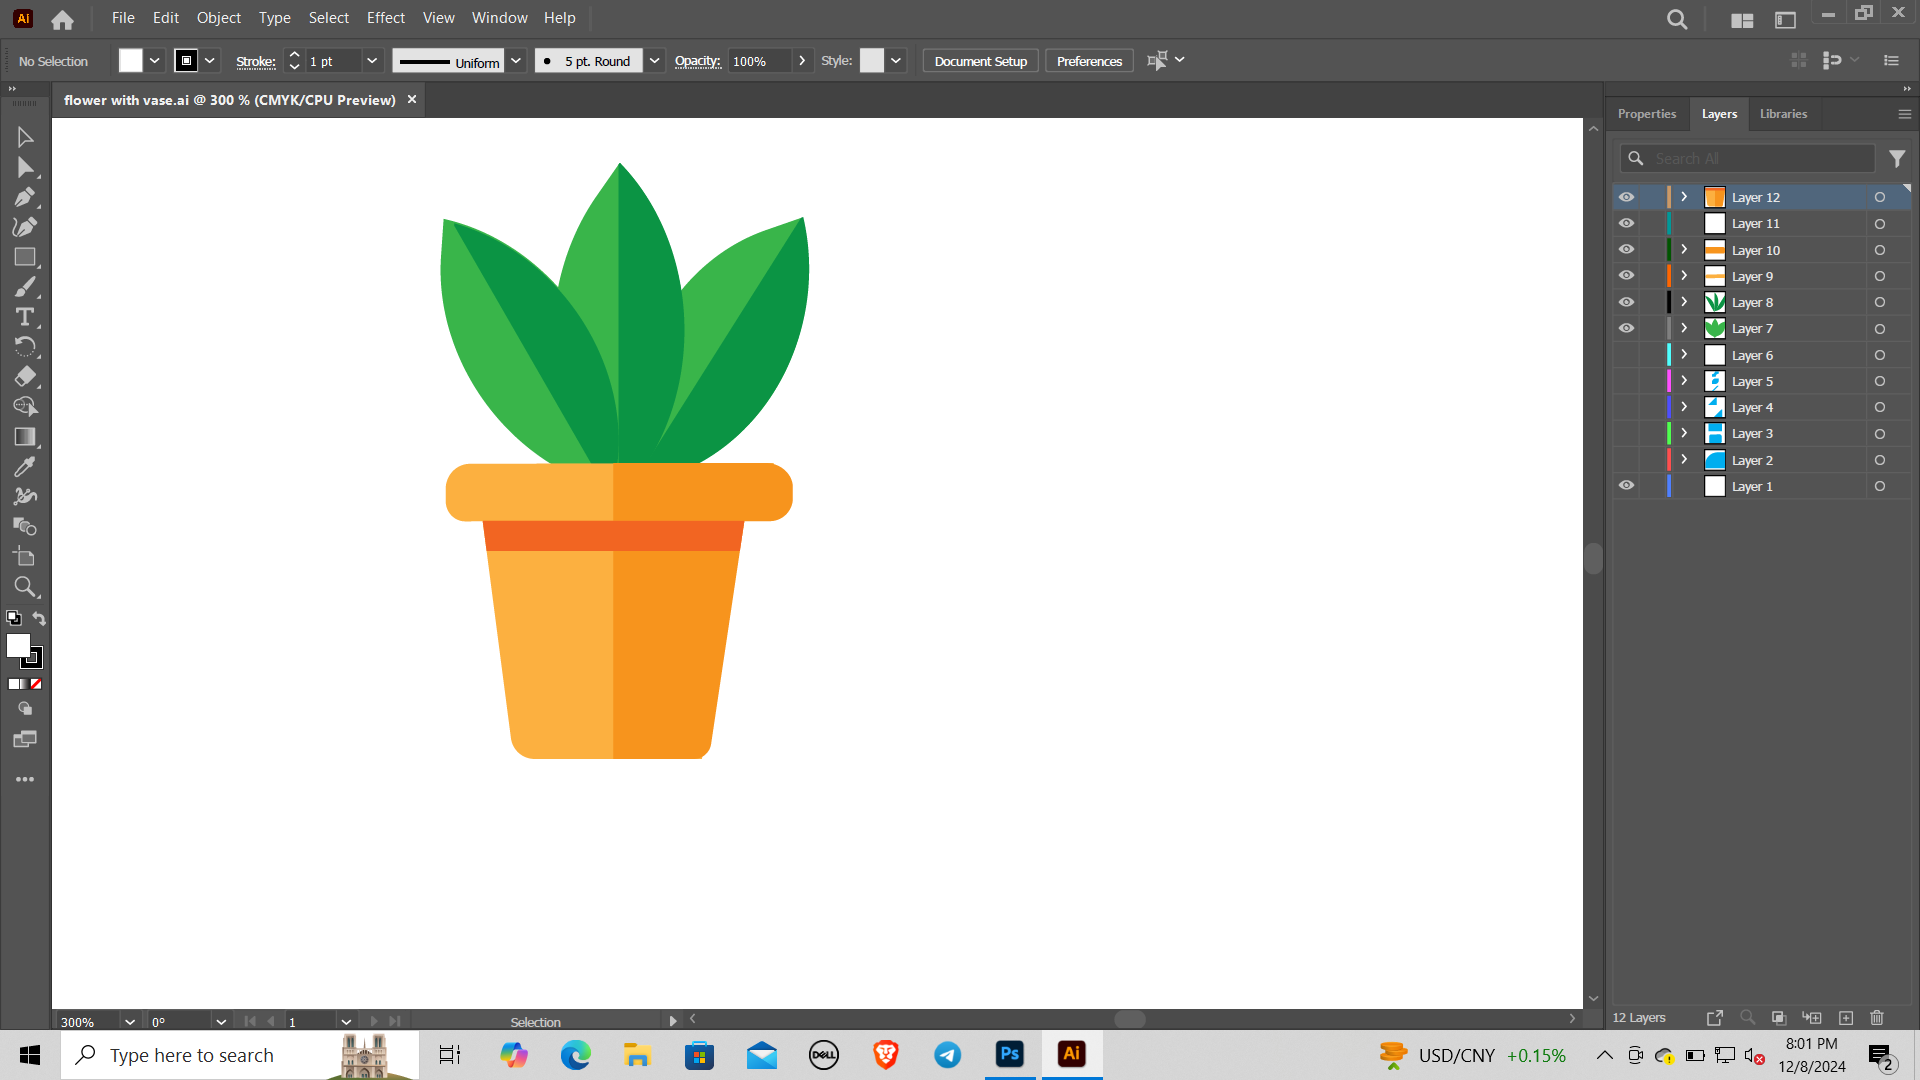 Ai File Edit Object Type Select Effect View Window Help
No Selection Stroke: 1 pt Uniform 5 pt. Round Opacity: 100% Style: Document Setup Preferences
flower with vase.ai @ 300 % (CMYK/CPU Preview)
Properties Layers Libraries
Search All
Layer 12
Layer 11
Layer 10
Layer 9
Layer 8
Layer 7
Layer 6
Layer 5
Layer 4
Layer 3
Layer 2
Layer 1
300% 0° 1 Selection
12 Layers
Type here to search
DELL
Ps
Ai
USD/CNY +0.15%
8:01 PM
12/8/2024
2